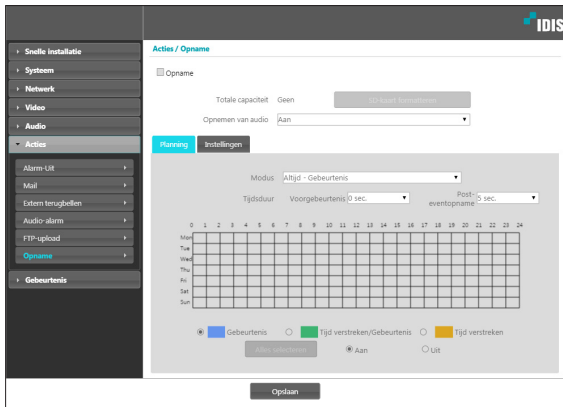 IDIS
Snelle installatie
Systeem
Netwerk
Video
Audio
Acties
Alarm-Uit
Mail
Extern terugbellen
Audio-alarm
FTP-upload
Opname
Gebeurtenis
Acties / Opname
Opname
Totale capaciteit Geen SD-kaart formatteren
Opnemen van audio Aan
Planning Instellingen
Modus Altijd - Gebeurtenis
Tijdsduur Voorgebeurtenis 0 sec. Post-eventopname 5 sec.
0 1 2 3 4 5 6 7 8 9 10 11 12 13 14 15 16 17 18 19 20 21 22 23 24
Mon
Tue
Wed
Thu
Fri
Sat
Sun
Gebeurtenis Tijd verstreken/Gebeurtenis Tijd verstreken
Alles selecteren Aan Uit
Opslaan